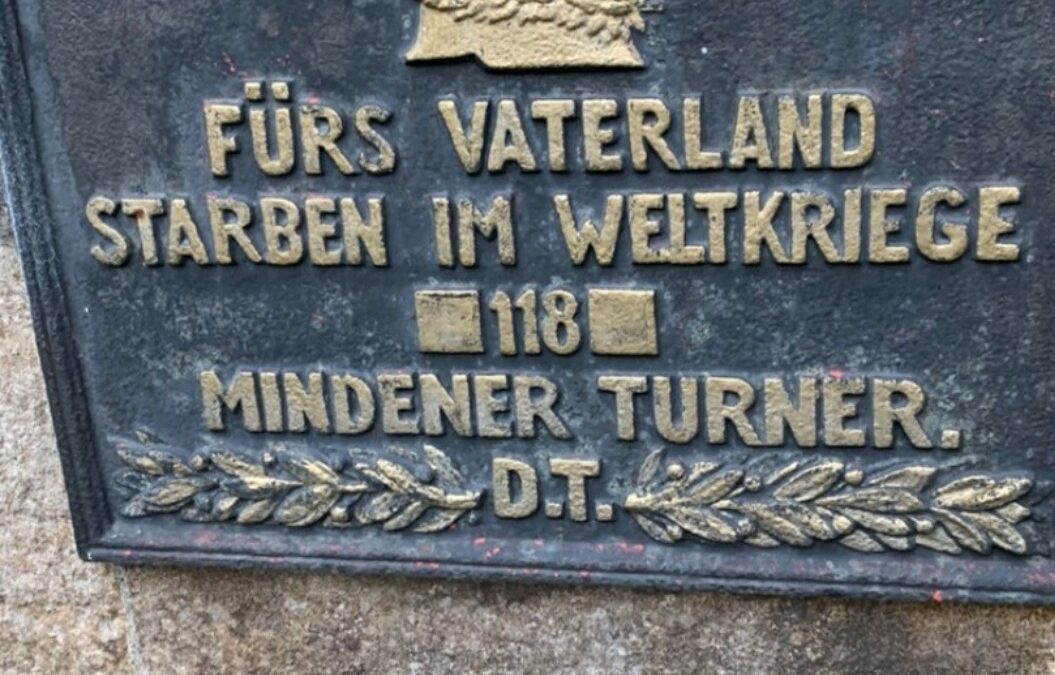 FÜRS VATERLAND
STARBEN IM WELTKRIEGE
118
MINDENER TURNER.
D.T.